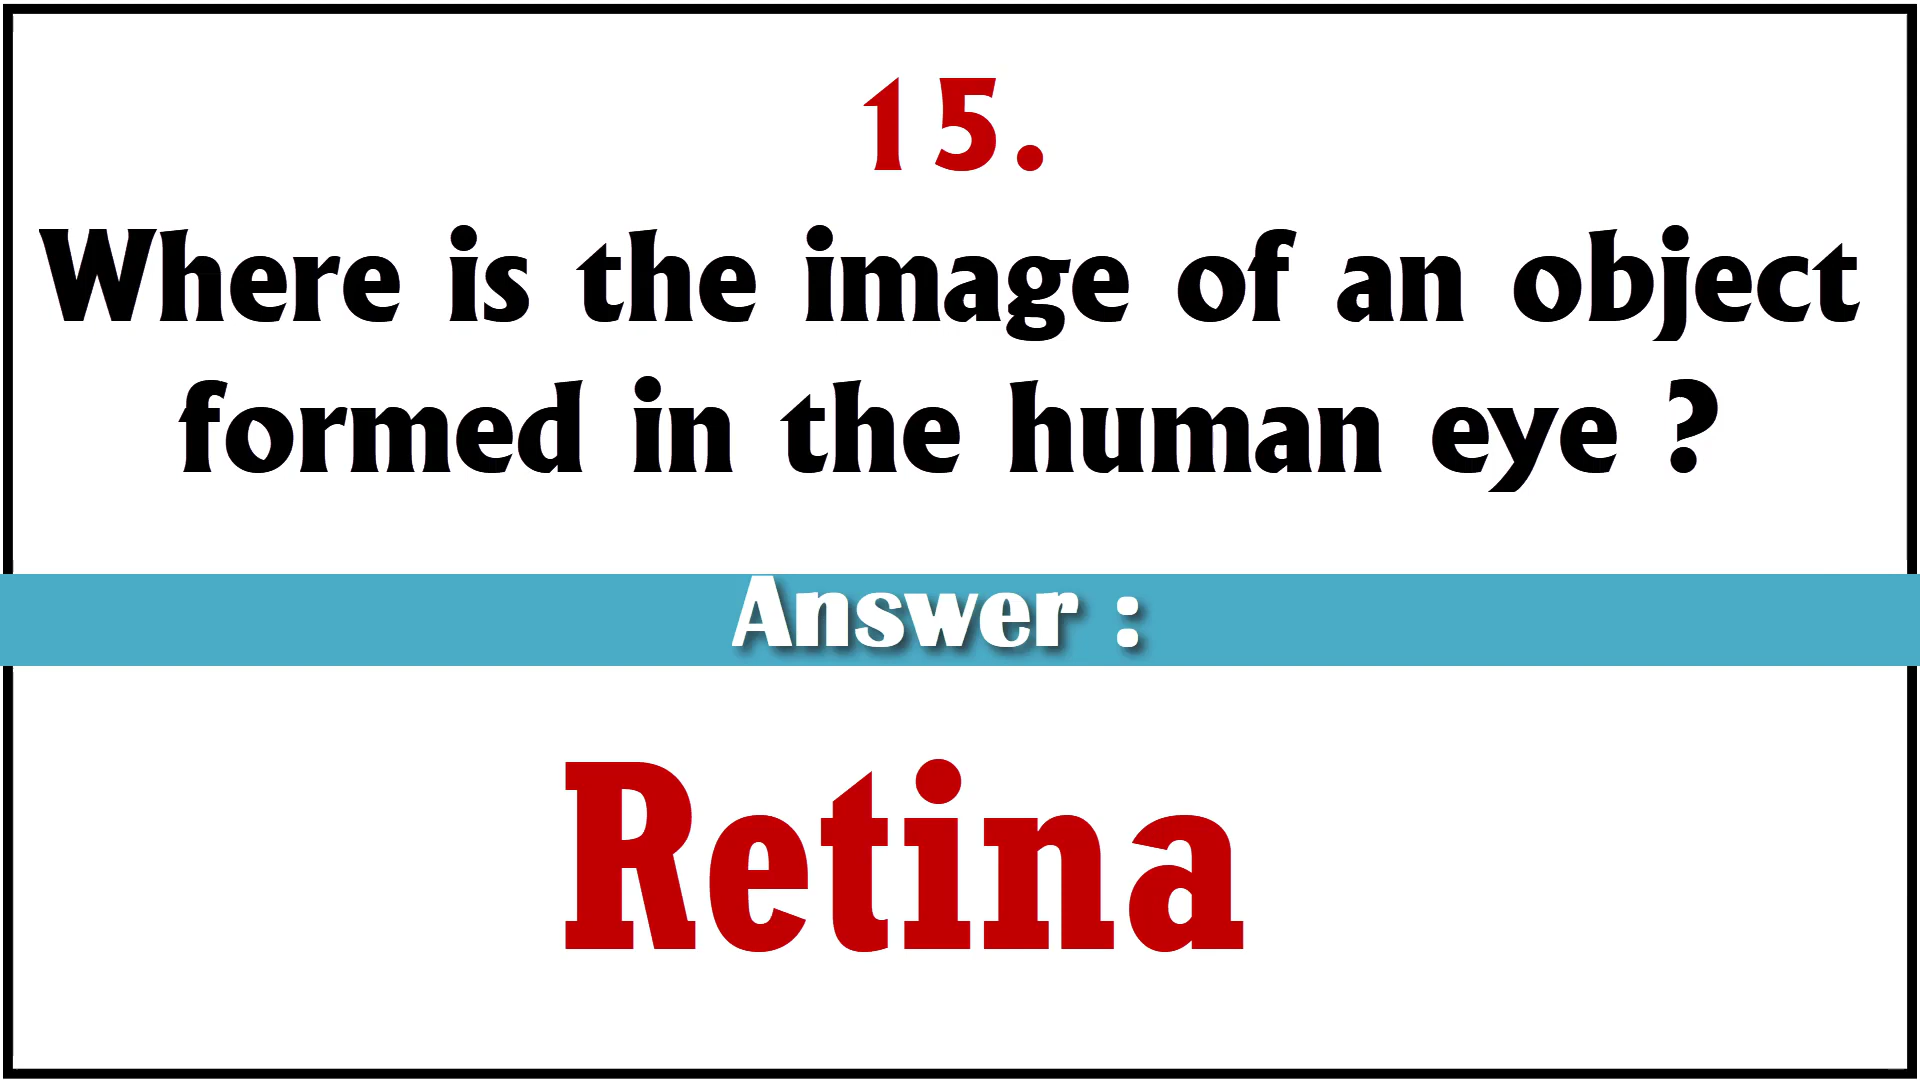 15.
Where is the image of an object
formed in the human eye ?
Answer :
Retina